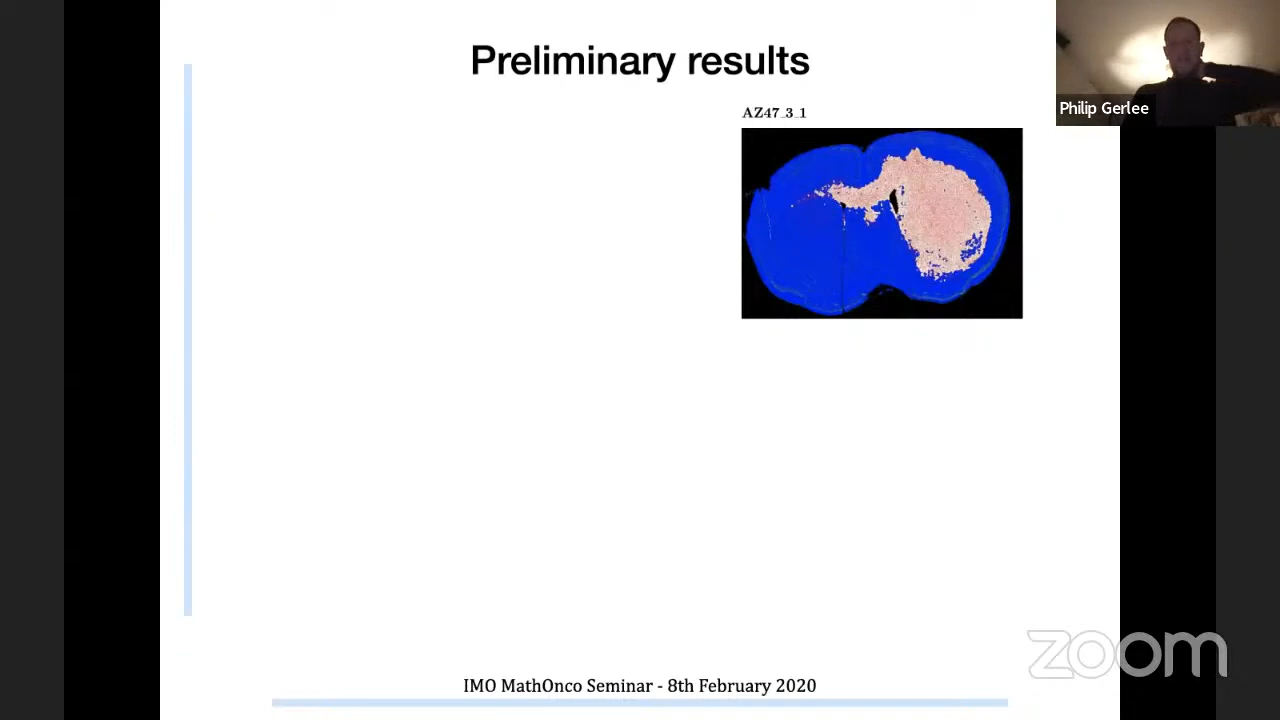 Preliminary results
AZ47_3_1
Philip Gerlee
zoom
IMO MathOnco Seminar - 8th February 2020